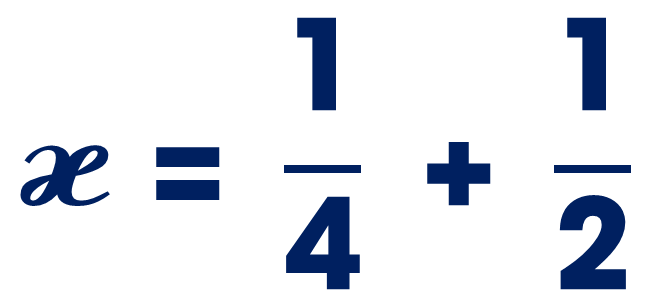 æ = 1/4 + 1/2